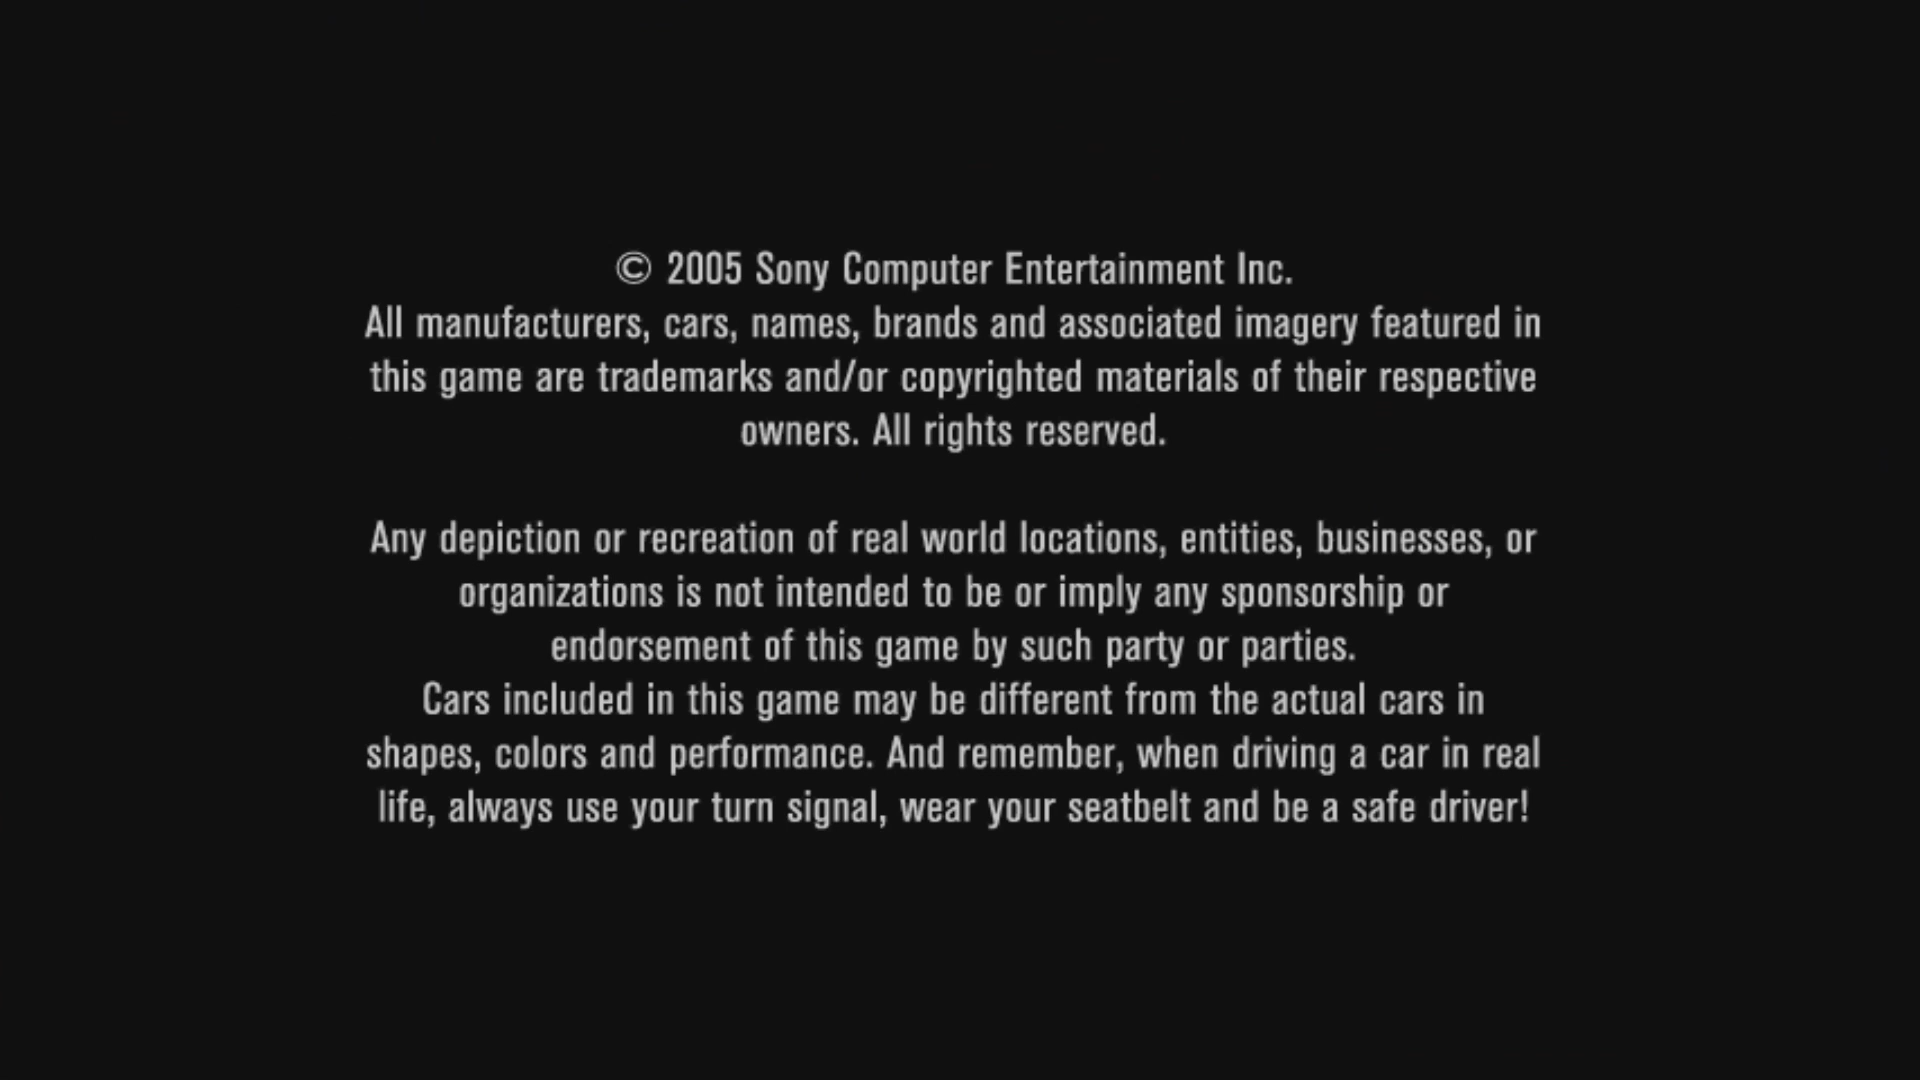 © 2005 Sony Computer Entertainment Inc.
All manufacturers, cars, names, brands and associated imagery featured in
this game are trademarks and/or copyrighted materials of their respective
owners. All rights reserved.
Any depiction or recreation of real world locations, entities, businesses, or
organizations is not intended to be or imply any sponsorship or
endorsement of this game by such party or parties.
Cars included in this game may be different from the actual cars in
shapes, colors and performance. And remember, when driving a car in real
life, always use your turn signal, wear your seatbelt and be a safe driver!